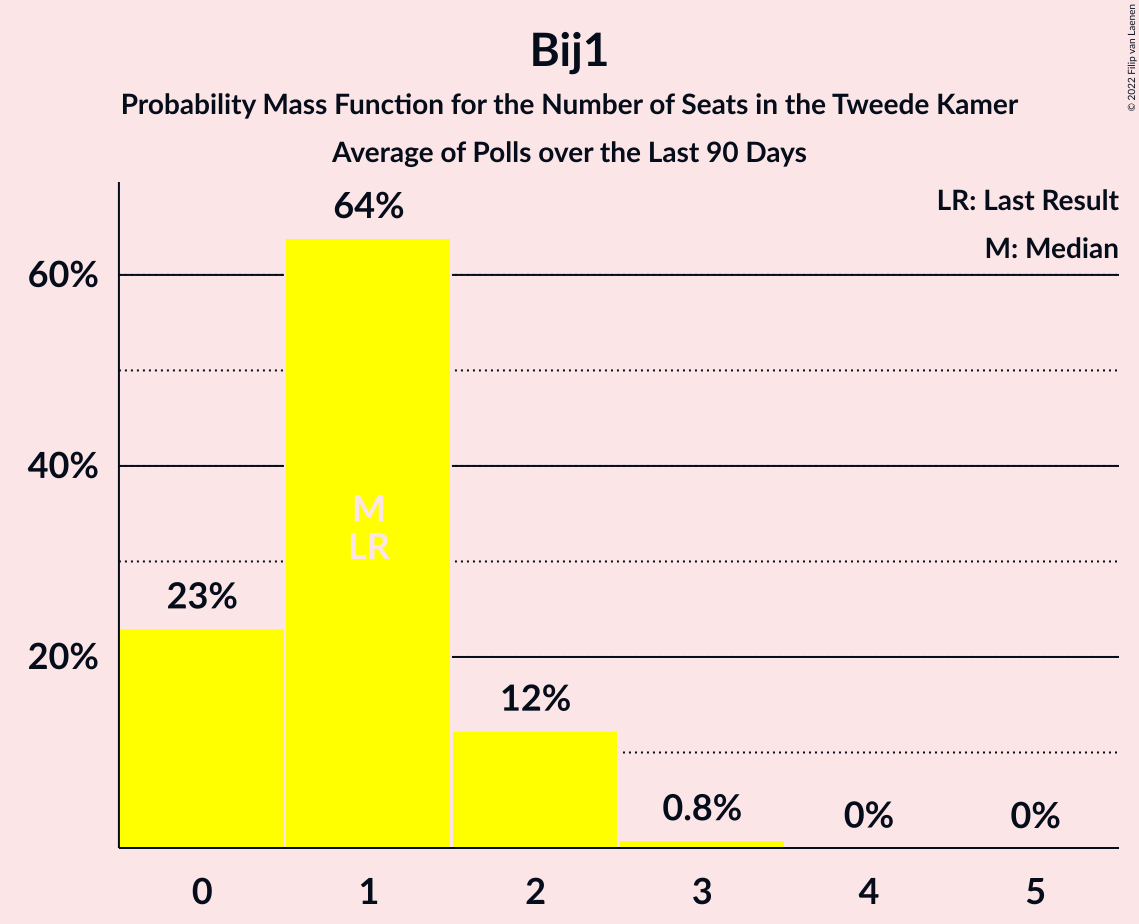 Bij1
Probability Mass Function for the Number of Seats in the Tweede Kamer
Average of Polls over the Last 90 Days
© 2022 Filip van Laenen
LR: Last Result
M: Median
60%
40%
20%
23%
64%
M
LR
12%
0.8%
0%
0%
0
1
2
3
4
5